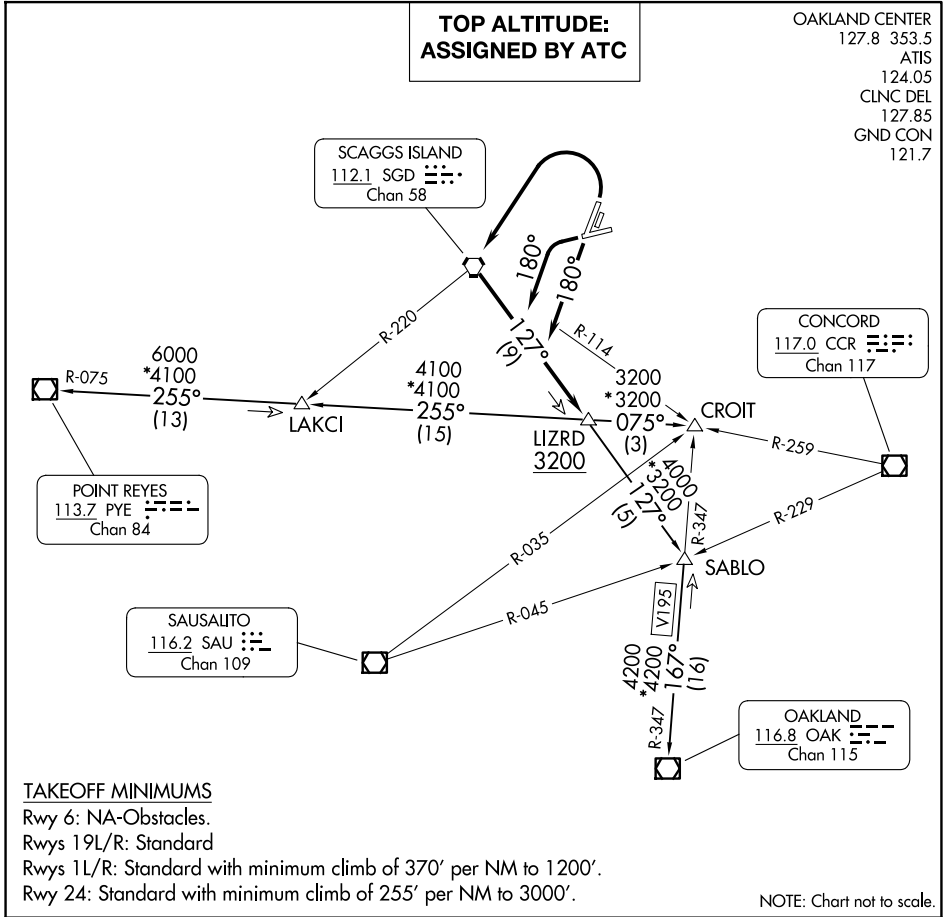 TOP ALTITUDE:
ASSIGNED BY ATC
OAKLAND CENTER
127.8 353.5
ATIS
124.05
CLNC DEL
127.85
GND CON
121.7
SCAGGS ISLAND
112.1 SGD
Chan 58
180°
180°
R-220
127°
(9)
R-114
CONCORD
117.0 CCR
Chan 117
6000
*4100
R-075
255°
(13)
LAKCI
4100
*4100
255°
(15)
LIZRD
3200
3200
*3200
075°
(3)
CROIT
R-259
R-229
POINT REYES
113.7 PYE
Chan 84
4000
*3200
127°
(5)
R-347
R-035
R-045
SABLO
SAUSALITO
116.2 SAU
Chan 109
V195
4200
*4200
167°
(16)
R-347
OAKLAND
116.8 OAK
Chan 115
TAKEOFF MINIMUMS
Rwy 6: NA-Obstacles.
Rwys 19L/R: Standard
Rwys 1L/R: Standard with minimum climb of 370' per NM to 1200'.
Rwy 24: Standard with minimum climb of 255' per NM to 3000'.
NOTE: Chart not to scale.